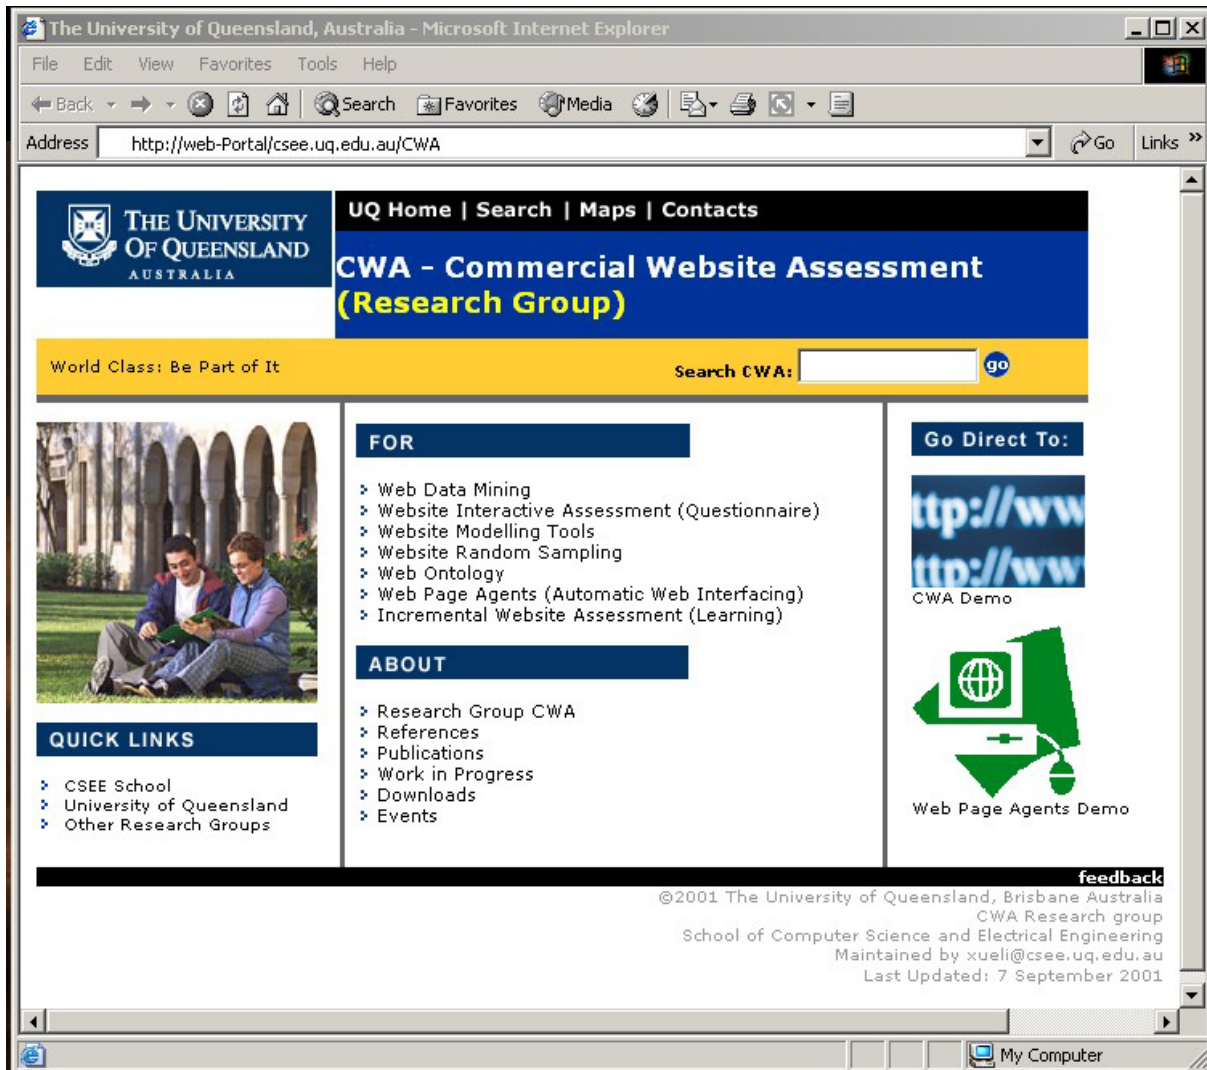 The University of Queensland, Australia - Microsoft Internet Explorer
File Edit View Favorites Tools Help
Back Search Favorites Media
Address http://web-Portal/csee.uq.edu.au/CWA Go Links »
THE UNIVERSITY
OF QUEENSLAND
AUSTRALIA
UQ Home | Search | Maps | Contacts
CWA - Commercial Website Assessment
(Research Group)
World Class: Be Part of It
Search CWA: go
QUICK LINKS
CSEE School
University of Queensland
Other Research Groups
FOR
Web Data Mining
Website Interactive Assessment (Questionnaire)
Website Modelling Tools
Website Random Sampling
Web Ontology
Web Page Agents (Automatic Web Interfacing)
Incremental Website Assessment (Learning)
ABOUT
Research Group CWA
References
Publications
Work in Progress
Downloads
Events
Go Direct To:
ttp://ww
ttp://ww
CWA Demo
Web Page Agents Demo
feedback
©2001 The University of Queensland, Brisbane Australia
CWA Research group
School of Computer Science and Electrical Engineering
Maintained by xueli@csee.uq.edu.au
Last Updated: 7 September 2001
My Computer